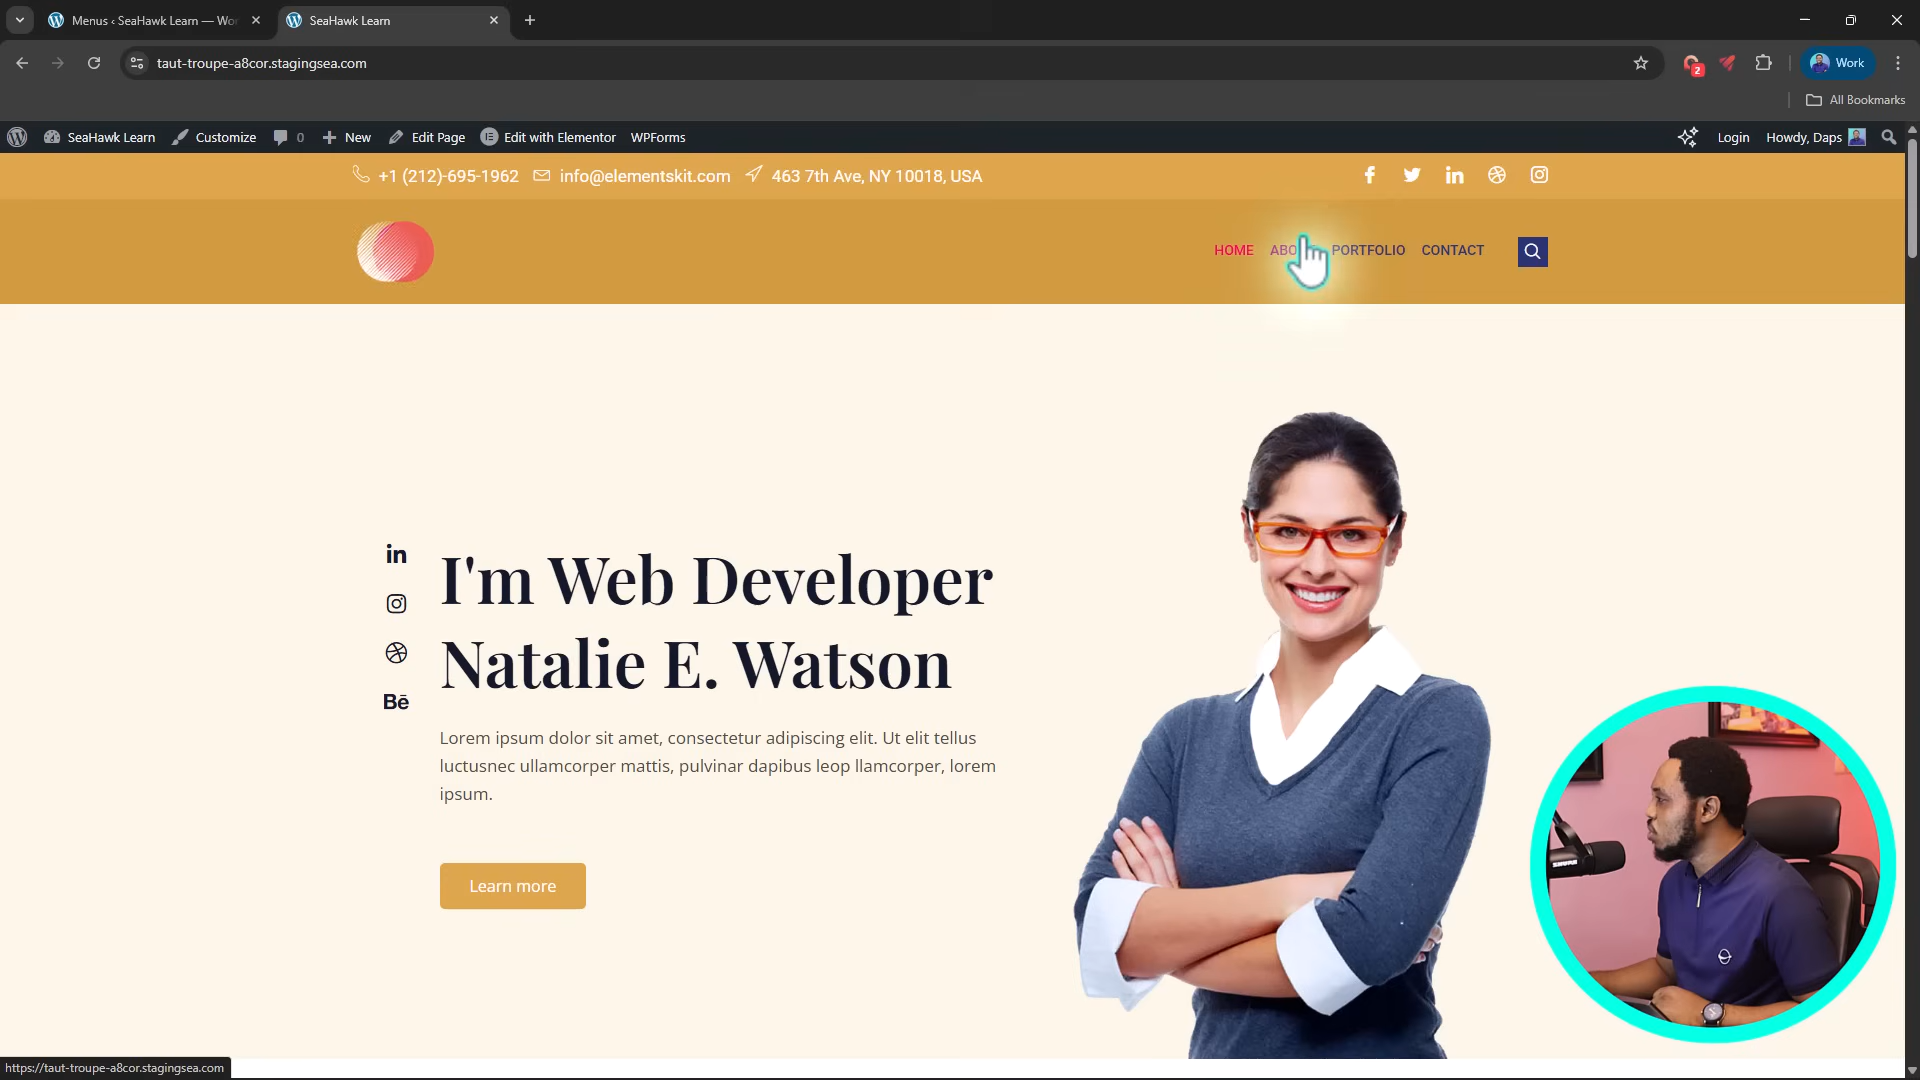 Menus ‹ SeaHawk Learn — Wo
SeaHawk Learn
taut-troupe-a8cor.stagingsea.com
2
Work
All Bookmarks
SeaHawk Learn
Customize
0
New
Edit Page
Edit with Elementor
WPForms
Login
Howdy, Daps
+1 (212)-695-1962
info@elementskit.com
463 7th Ave, NY 10018, USA
HOME
ABO
PORTFOLIO
CONTACT
in
I'm Web Developer
Natalie E. Watson
Bē
Lorem ipsum dolor sit amet, consectetur adipiscing elit. Ut elit tellus
luctusnec ullamcorper mattis, pulvinar dapibus leop llamcorper, lorem
ipsum.
Learn more
SHURE
https://taut-troupe-a8cor.stagingsea.com